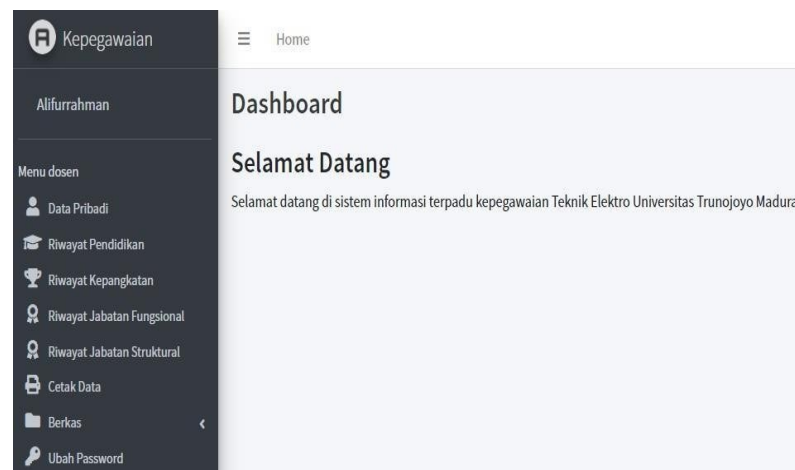 Kepegawaian
Home
Alifurrahman
Menu dosen
Data Pribadi
Riwayat Pendidikan
Riwayat Kepangkatan
Riwayat Jabatan Fungsional
Riwayat Jabatan Struktural
Cetak Data
Berkas
Ubah Password
Dashboard
Selamat Datang
Selamat datang di sistem informasi terpadu kepegawaian Teknik Elektro Universitas Trunojoyo Madura